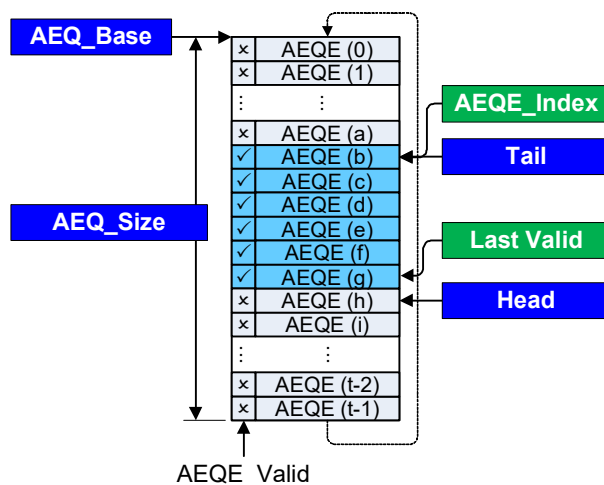 AEQ_Base
× AEQE (0)
× AEQE (1)
⋮ ⋮
× AEQE (a)
AEQE_Index
✓ AEQE (b)
Tail
✓ AEQE (c)
✓ AEQE (d)
AEQ_Size
✓ AEQE (e)
Last Valid
✓ AEQE (f)
✓ AEQE (g)
× AEQE (h)
Head
× AEQE (i)
⋮ ⋮
× AEQE (t-2)
× AEQE (t-1)
AEQE Valid